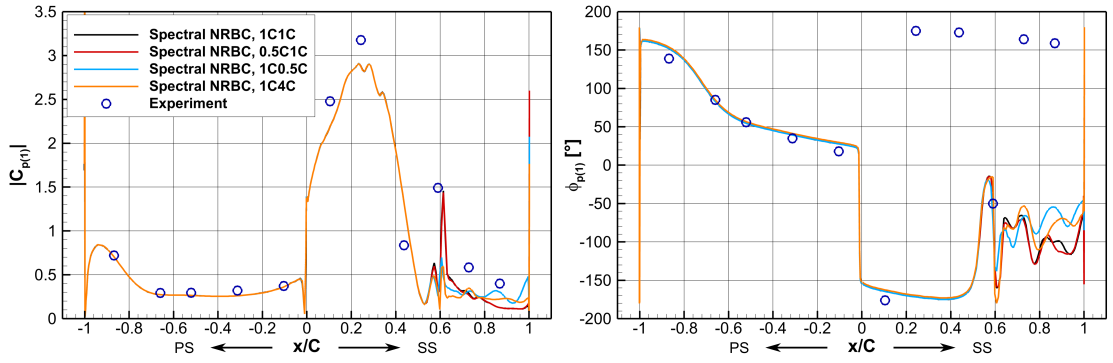 3.5
3
2.5
2
1.5
1
0.5
0
|Cp(1)|
Spectral NRBC, 1C1C
Spectral NRBC, 0.5C1C
Spectral NRBC, 1C0.5C
Spectral NRBC, 1C4C
Experiment
-1 -0.8 -0.6 -0.4 -0.2 0 0.2 0.4 0.6 0.8 1
PS x/C SS
200
150
100
50
0
-50
-100
-150
-200
ϕp(1) [°]
-1 -0.8 -0.6 -0.4 -0.2 0 0.2 0.4 0.6 0.8 1
PS x/C SS